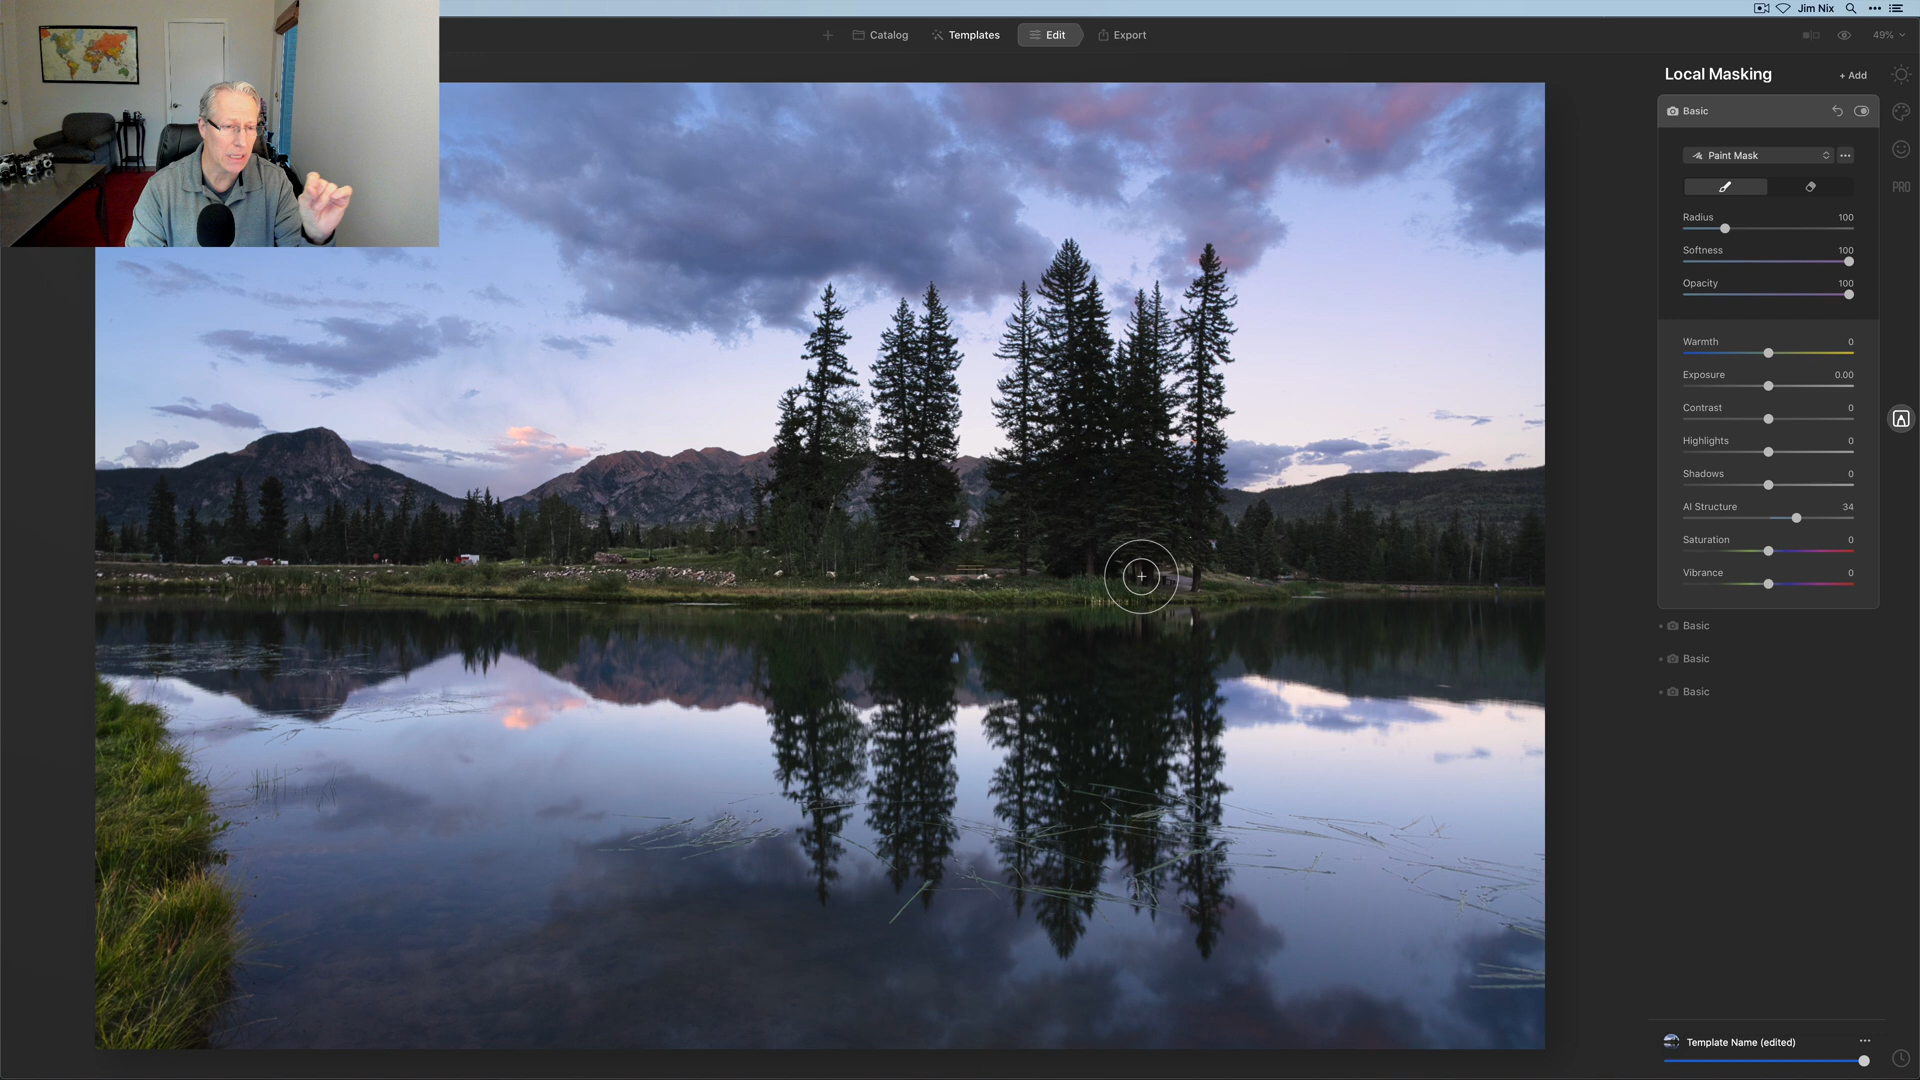 Jim Nix
Catalog
Templates
Edit
Export
49%
Local Masking
+ Add
Basic
Paint Mask
PRO
Radius 100
Softness 100
Opacity 100
Warmth 0
Exposure 0.00
Contrast 0
Highlights 0
Shadows 0
AI Structure 34
Saturation 0
Vibrance 0
Basic
Basic
Basic
Template Name (edited)